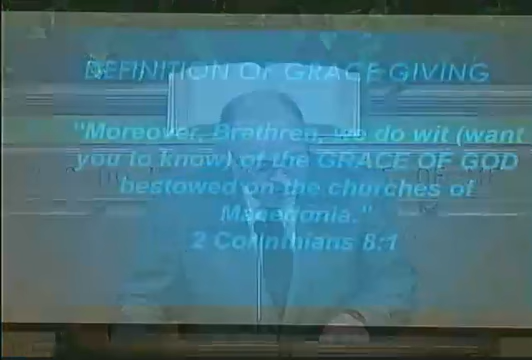 DEFINITION OF GRACE GIVING
"Moreover, Brethren, we do wit (want
you to know) of the GRACE OF GOD
bestowed on the churches of
Macedonia."
2 Corinthians 8:1